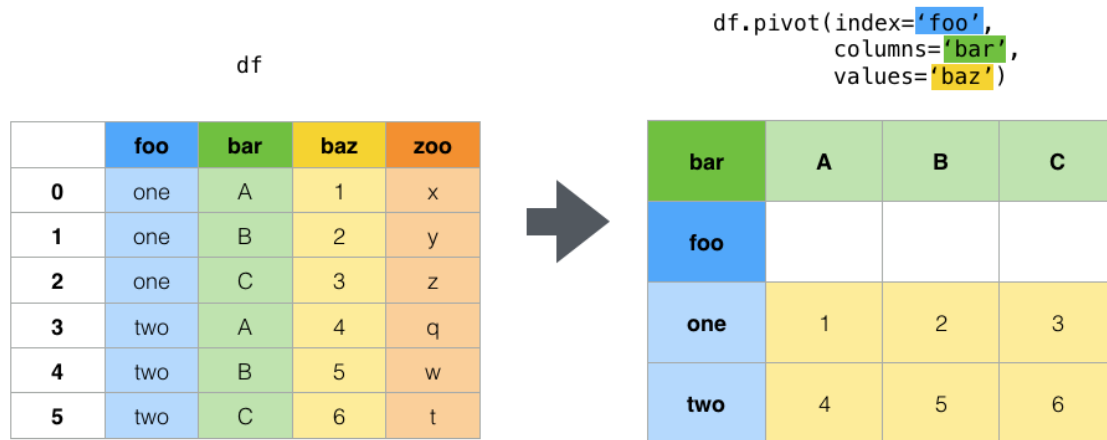 df
foo bar baz zoo
0 one A 1 x
1 one B 2 y
2 one C 3 z
3 two A 4 q
4 two B 5 w
5 two C 6 t
df.pivot(index=‘foo’,
columns=‘bar’,
values=‘baz’)
bar A B C
foo
one 1 2 3
two 4 5 6